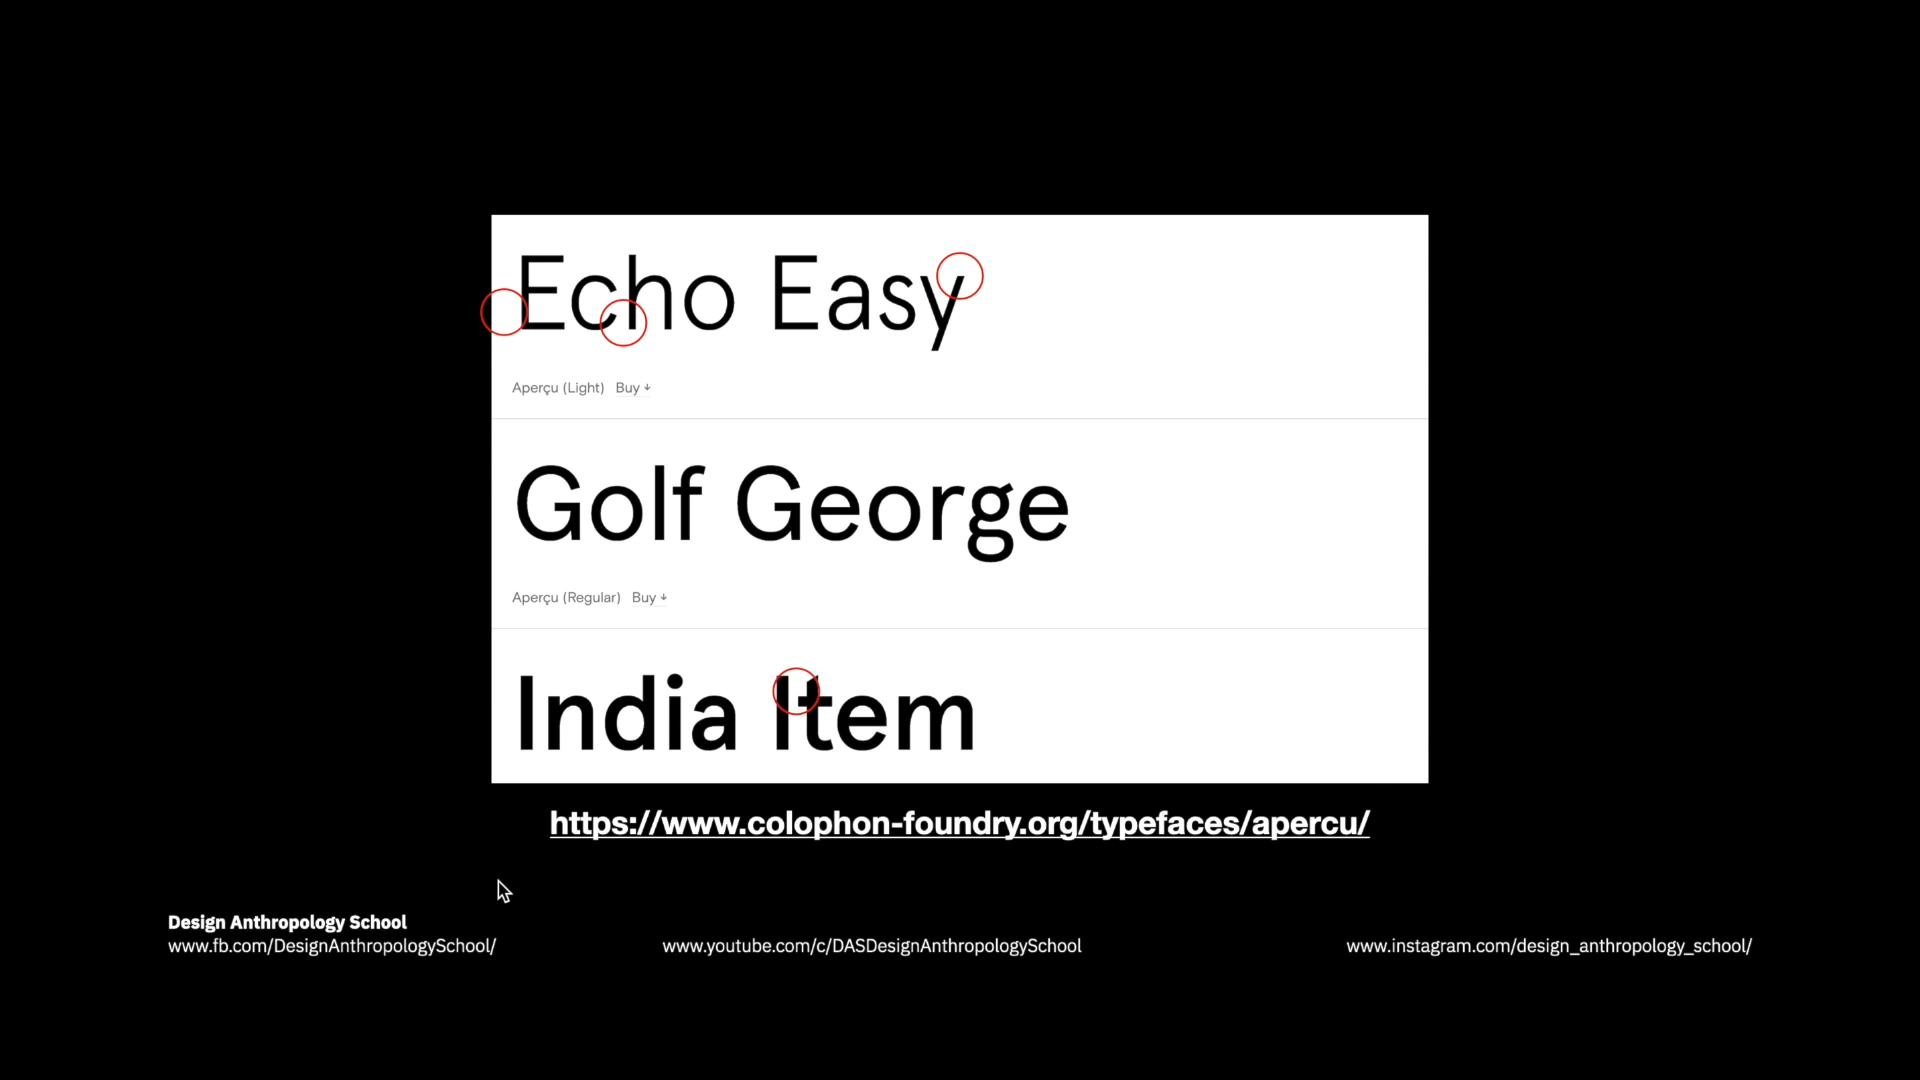 Echo Easy
Aperçu (Light) Buy ↓
Golf George
Aperçu (Regular) Buy ↓
India Item
https://www.colophon-foundry.org/typefaces/apercu/
Design Anthropology School
www.fb.com/DesignAnthropologySchool/
www.youtube.com/c/DASDesignAnthropologySchool
www.instagram.com/design_anthropology_school/